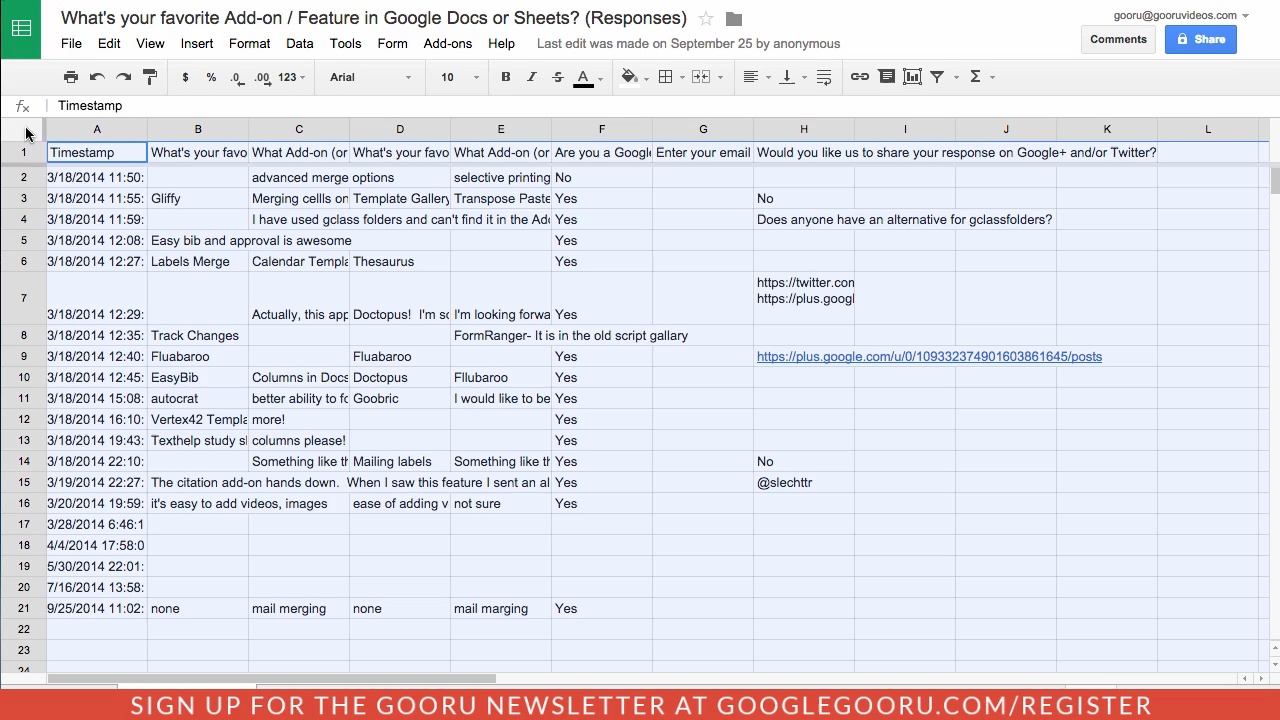 What's your favorite Add-on / Feature in Google Docs or Sheets? (Responses)
gooru@gooruvideos.com
File Edit View Insert Format Data Tools Form Add-ons Help Last edit was made on September 25 by anonymous
Comments Share
$ % .0 .00 123 Arial 10 B I S A Σ
fx Timestamp
A B C D E F G H I J K L
1 Timestamp What's your favo What Add-on (or What's your favo What Add-on (or Are you a Google Enter your email Would you like us to share your response on Google+ and/or Twitter?
2 3/18/2014 11:50: advanced merge options selective printing No
3 3/18/2014 11:55: Gliffy Merging cellls on Template Gallery Transpose Paste Yes No
4 3/18/2014 11:59: I have used gclass folders and can't find it in the Ado Yes Does anyone have an alternative for gclassfolders?
5 3/18/2014 12:08: Easy bib and approval is awesome Yes
6 3/18/2014 12:27: Labels Merge Calendar Templa Thesaurus Yes
https://twitter.com
https://plus.googl
7 3/18/2014 12:29: Actually, this app Doctopus! I'm so I'm looking forwa Yes
8 3/18/2014 12:35: Track Changes FormRanger- It is in the old script gallary
9 3/18/2014 12:40: Fluabaroo Fluabaroo Yes https://plus.google.com/u/0/109332374901603861645/posts
10 3/18/2014 12:45: EasyBib Columns in Docs Doctopus Fllubaroo Yes
11 3/18/2014 15:08: autocrat better ability to fo Goobric I would like to be Yes
12 3/18/2014 16:10: Vertex42 Templa more! Yes
13 3/18/2014 19:43: Texthelp study sk columns please! Yes
14 3/18/2014 22:10: Something like th Mailing labels Something like th Yes No
15 3/19/2014 22:27: The citation add-on hands down. When I saw this feature I sent an al Yes @slechttr
16 3/20/2014 19:59: it's easy to add videos, images ease of adding v not sure Yes
17 3/28/2014 6:46:1
18 4/4/2014 17:58:0
19 5/30/2014 22:01:
20 7/16/2014 13:58:
21 9/25/2014 11:02: none mail merging none mail marging Yes
22
23
24
SIGN UP FOR THE GOORU NEWSLETTER AT GOOGLEGOORU.COM/REGISTER